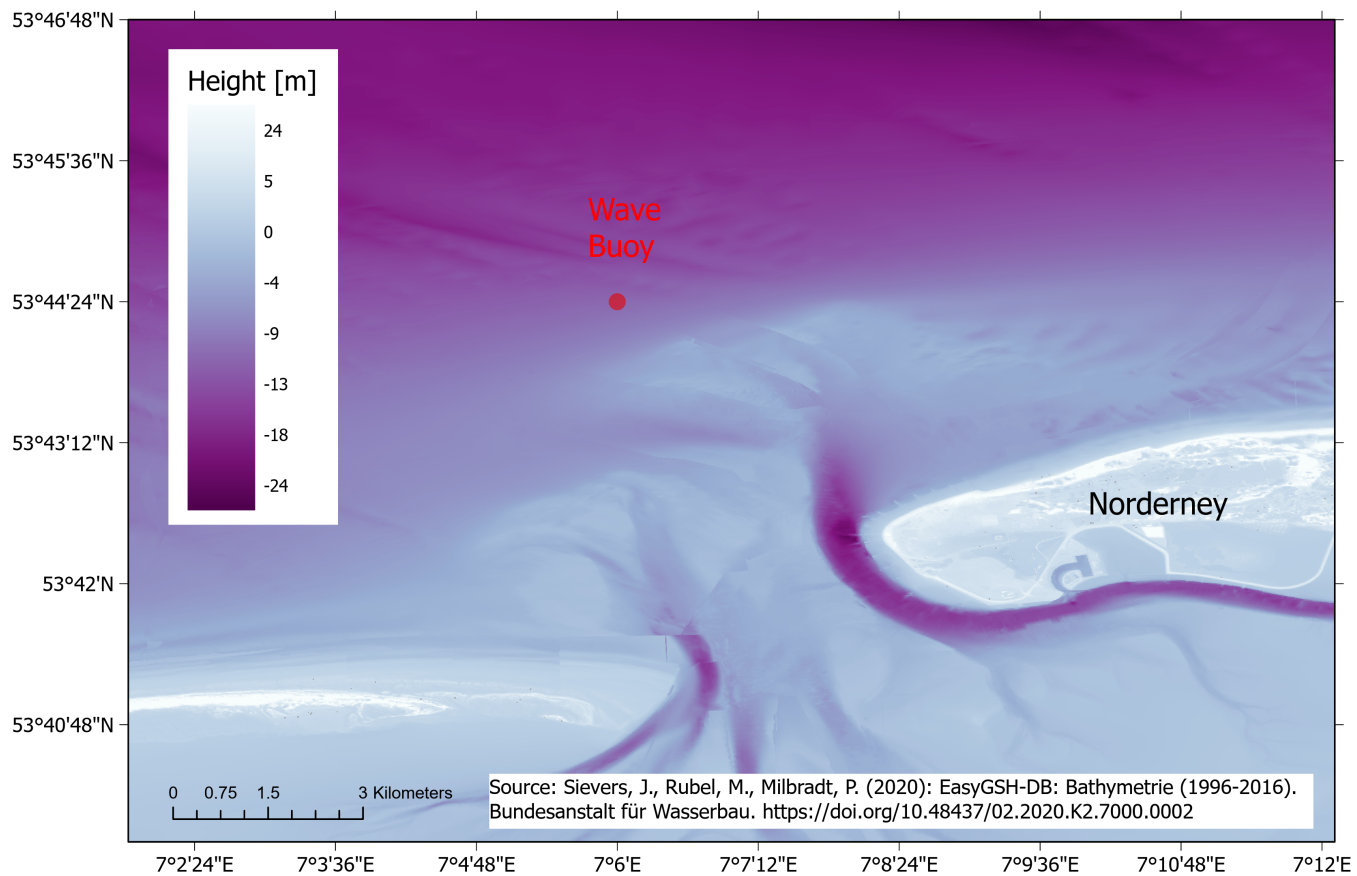 53°46'48"N
Height [m]
24
5
0
-4
-9
-13
-18
-24
53°45'36"N
53°44'24"N
53°43'12"N
53°42'N
53°40'48"N
Wave
Buoy
Norderney
0 0.75 1.5 3 Kilometers
Source: Sievers, J., Rubel, M., Milbradt, P. (2020): EasyGSH-DB: Bathymetrie (1996-2016).
Bundesanstalt für Wasserbau. https://doi.org/10.48437/02.2020.K2.7000.0002
7°2'24"E 7°3'36"E 7°4'48"E 7°6'E 7°7'12"E 7°8'24"E 7°9'36"E 7°10'48"E 7°12'E